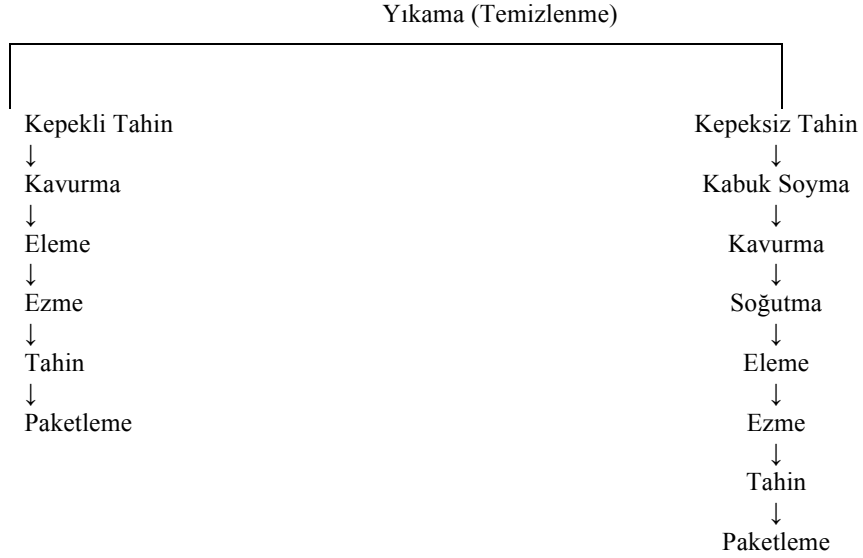 Yıkama (Temizlenme)
Kepekli Tahin
↓
Kavurma
↓
Eleme
↓
Ezme
↓
Tahin
↓
Paketleme
Kepeksiz Tahin
↓
Kabuk Soyma
↓
Kavurma
↓
Soğutma
↓
Eleme
↓
Ezme
↓
Tahin
↓
Paketleme